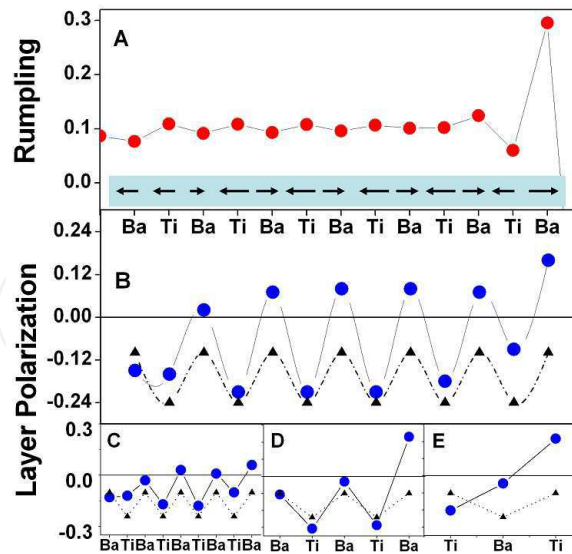 A
Rumpling
0.3
0.2
0.1
0.0
Ba Ti Ba Ti Ba Ti Ba Ti Ba Ti Ba Ti Ba
B
Layer Polarization
0.24
0.12
0.00
-0.12
-0.24
C
D
E
0.3
0.0
-0.3
Ba Ti Ba Ti Ba Ti Ba Ti Ba
Ba Ti Ba Ti Ba
Ti Ba Ti